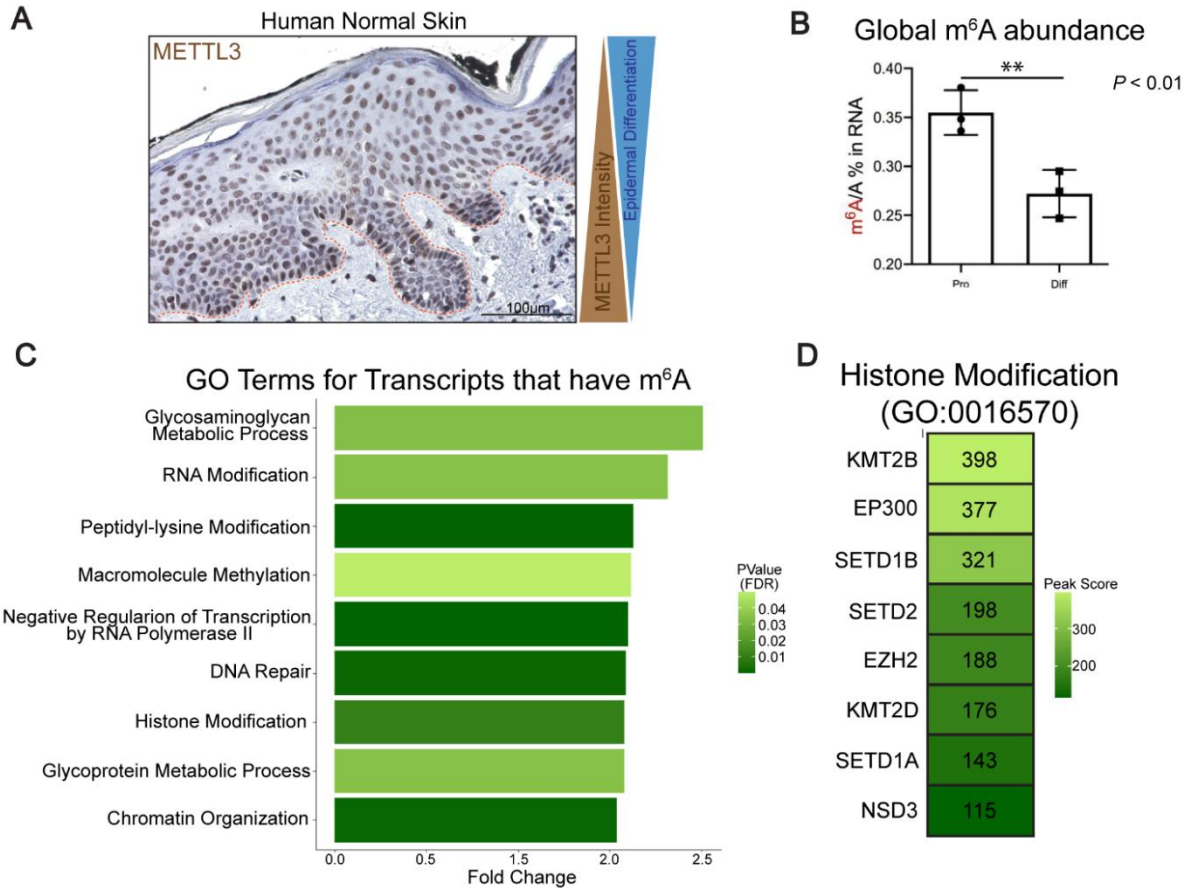 A
Human Normal Skin
METTL3
100µm
METTL3 Intensity
Epidermal Differentiation
B
Global m⁶A abundance
**
P < 0.01
m⁶A/A % in RNA
0.40
0.35
0.30
0.25
0.20
Pro
Diff
C
GO Terms for Transcripts that have m⁶A
Glycosaminoglycan
Metabolic Process
RNA Modification
Peptidyl-lysine Modification
Macromolecule Methylation
Negative Regularion of Transcription
by RNA Polymerase II
DNA Repair
Histone Modification
Glycoprotein Metabolic Process
Chromatin Organization
0.0
0.5
1.5
2.0
2.5
Fold Change
PValue
(FDR)
0.04
0.03
0.02
0.01
D
Histone Modification
(GO:0016570)
KMT2B 398
EP300 377
SETD1B 321
SETD2 198
EZH2 188
KMT2D 176
SETD1A 143
NSD3 115
Peak Score
300
200